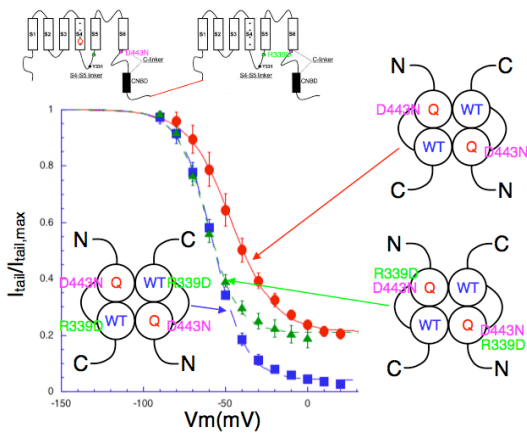 S1 S2 S3 S4 S5 S6
Q
D443N
Y334
C-linker
S4-S5 linker
CNBD
S1 S2 S3 S4 S5 S6
R339D
C-linker
S4-S5 linker
CNBD
1
0.8
0.6
0.4
0.2
0
-150 -100 -50 0
Itail/Itail,max
Vm(mV)
N C
D443N Q WT
WT Q D443N
C N
N C
D443N Q WT R339D
R339D WT Q D443N
C N
N C
R339D
D443N Q WT
WT Q D443N
R339D
C N